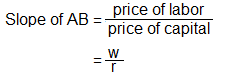 Slope of AB = price of labor / price of capital
= w / r